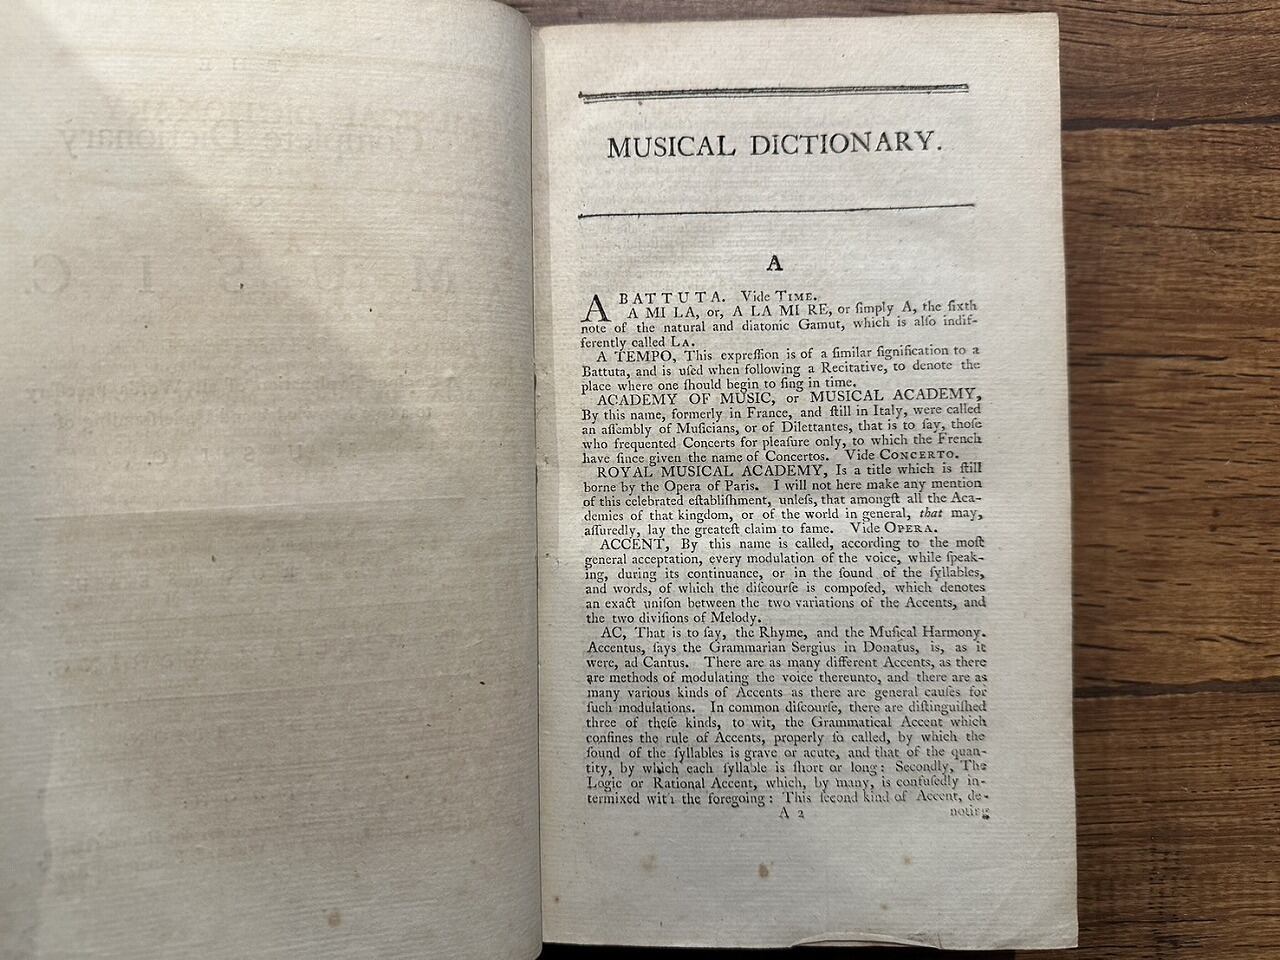 MUSICAL DICTIONARY.
A
A BATTUTA. Vide TIME.
A MI LA, or, A LA MI RE, or ſimply A, the ſixth
note of the natural and diatonic Gamut, which is alſo indif-
ferently called LA.
A TEMPO, This expreſſion is of a ſimilar ſignification to a
Battuta, and is uſed when following a Recitative, to denote the
place where one ſhould begin to ſing in time.
ACADEMY OF MUSIC, or MUSICAL ACADEMY,
By this name, formerly in France, and ſtill in Italy, were called
an aſſembly of Muſicians, or of Dilettantes, that is to ſay, thoſe
who frequented Concerts for pleaſure only, to which the French
have ſince given the name of Concertos. Vide CONCERTO.
ROYAL MUSICAL ACADEMY, Is a title which is ſtill
borne by the Opera of Paris. I will not here make any mention
of this celebrated eſtabliſhment, unleſs, that amongſt all the Aca-
demies of that kingdom, or of the world in general, that may,
aſſuredly, lay the greateſt claim to fame. Vide OPERA.
ACCENT, By this name is called, according to the moſt
general acceptation, every modulation of the voice, while ſpeak-
ing, during its continuance, or in the ſound of the ſyllables,
and words, of which the diſcourſe is compoſed, which denotes
an exact uniſon between the two variations of the Accents, and
the two diviſions of Melody.
AC, That is to ſay, the Rhyme, and the Muſical Harmony.
Accentus, ſays the Grammarian Sergius in Donatus, is, as it
were, ad Cantus. There are as many different Accents, as there
are methods of modulating the voice thereunto, and there are as
many various kinds of Accents as there are general cauſes for
ſuch modulations. In common diſcourſe, there are diſtinguiſhed
three of theſe kinds, to wit, the Grammatical Accent which
confines the rule of Accents, properly ſo called, by which the
ſound of the ſyllables is grave or acute, and that of the quan-
tity, by which each ſyllable is ſhort or long: Secondly, The
Logic or Rational Accent, which, by many, is confuſedly in-
termixed with the foregoing: This ſecond kind of Accent, de-
A 2 noting